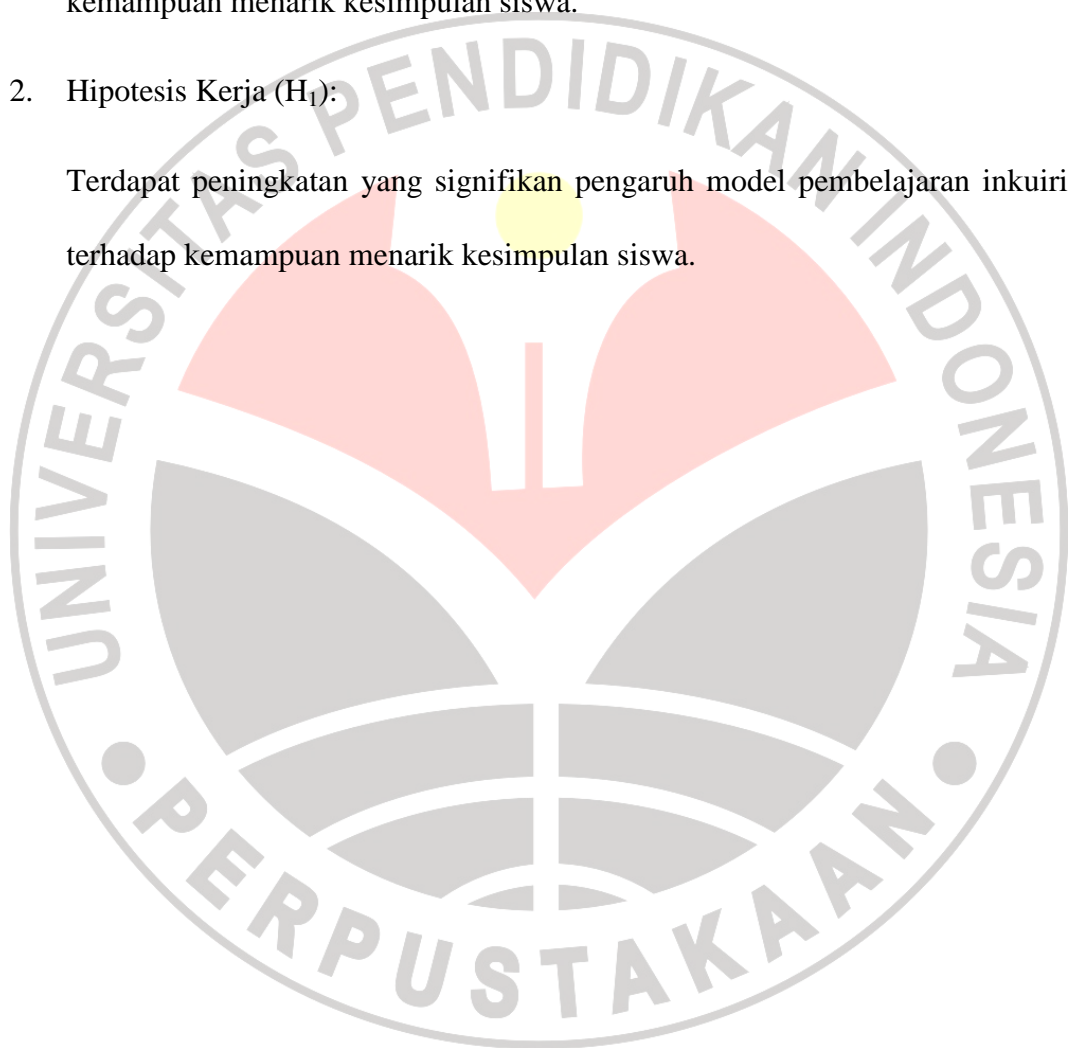 kemampuan menarik kesimpulan siswa.
2. Hipotesis Kerja (H₁):
Terdapat peningkatan yang signifikan pengaruh model pembelajaran inkuiri
terhadap kemampuan menarik kesimpulan siswa.
UNIVERSITAS PENDIDIKAN INDONESIA
PERPUSTAKAAN